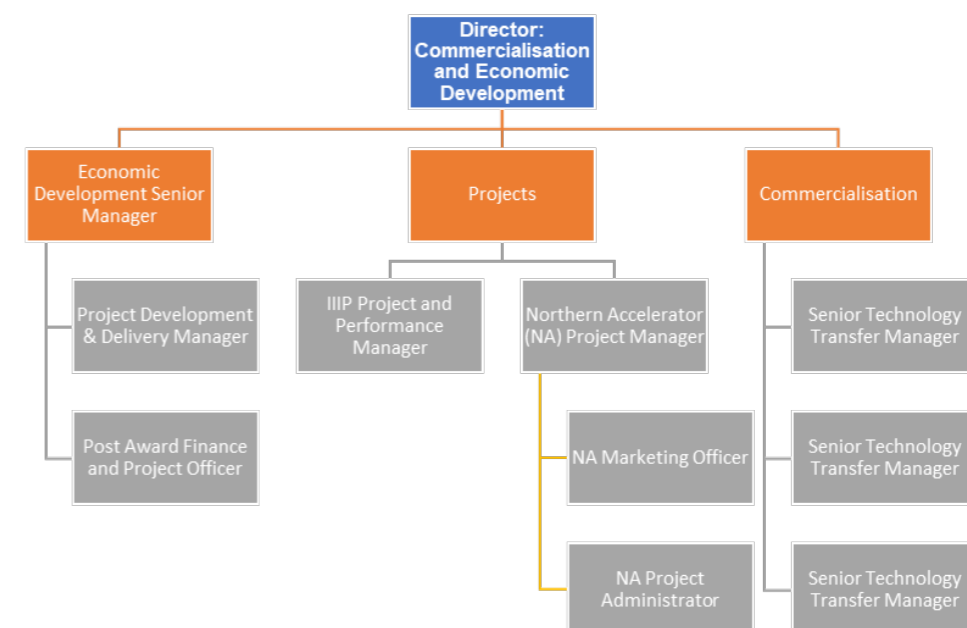 Director:
Commercialisation
and Economic
Development
Economic
Development Senior
Manager
Projects
Commercialisation
Project Development
& Delivery Manager
IIIP Project and
Performance
Manager
Northern Accelerator
(NA) Project Manager
Senior Technology
Transfer Manager
Post Award Finance
and Project Officer
NA Marketing Officer
Senior Technology
Transfer Manager
NA Project
Administrator
Senior Technology
Transfer Manager